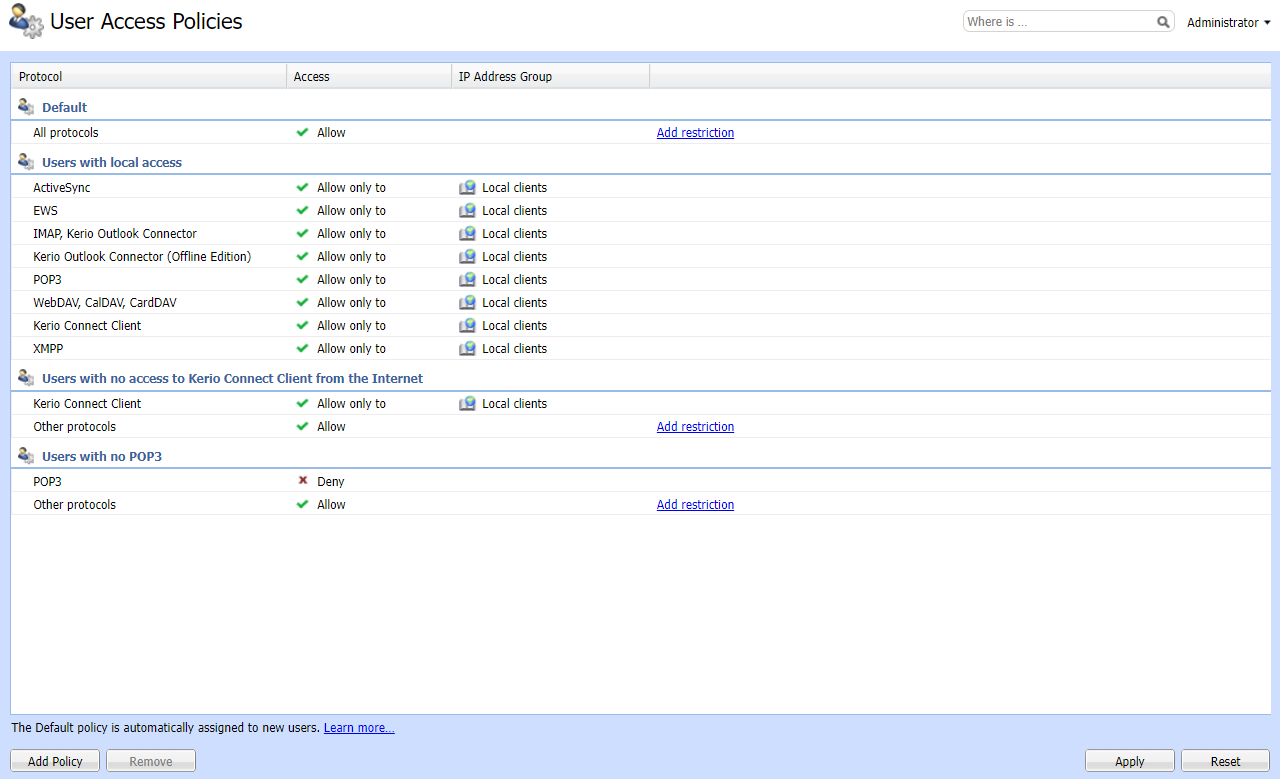 User Access Policies
Where is ...
Administrator
Protocol Access IP Address Group
Default
All protocols Allow Add restriction
Users with local access
ActiveSync Allow only to Local clients
EWS Allow only to Local clients
IMAP, Kerio Outlook Connector Allow only to Local clients
Kerio Outlook Connector (Offline Edition) Allow only to Local clients
POP3 Allow only to Local clients
WebDAV, CalDAV, CardDAV Allow only to Local clients
Kerio Connect Client Allow only to Local clients
XMPP Allow only to Local clients
Users with no access to Kerio Connect Client from the Internet
Kerio Connect Client Allow only to Local clients
Other protocols Allow Add restriction
Users with no POP3
POP3 Deny
Other protocols Allow Add restriction
The Default policy is automatically assigned to new users. Learn more...
Add Policy Remove Apply Reset